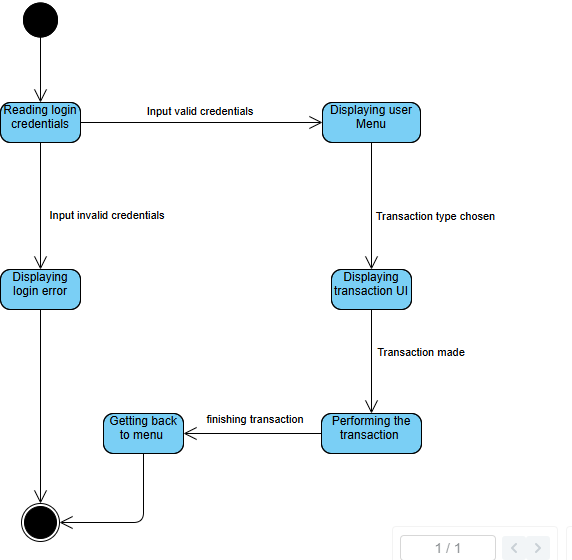 Reading login
credentials
Input valid credentials
Displaying user
Menu
Input invalid credentials
Transaction type chosen
Displaying
login error
Displaying
transaction UI
Transaction made
Getting back
to menu
finishing transaction
Performing the
transaction
1 / 1